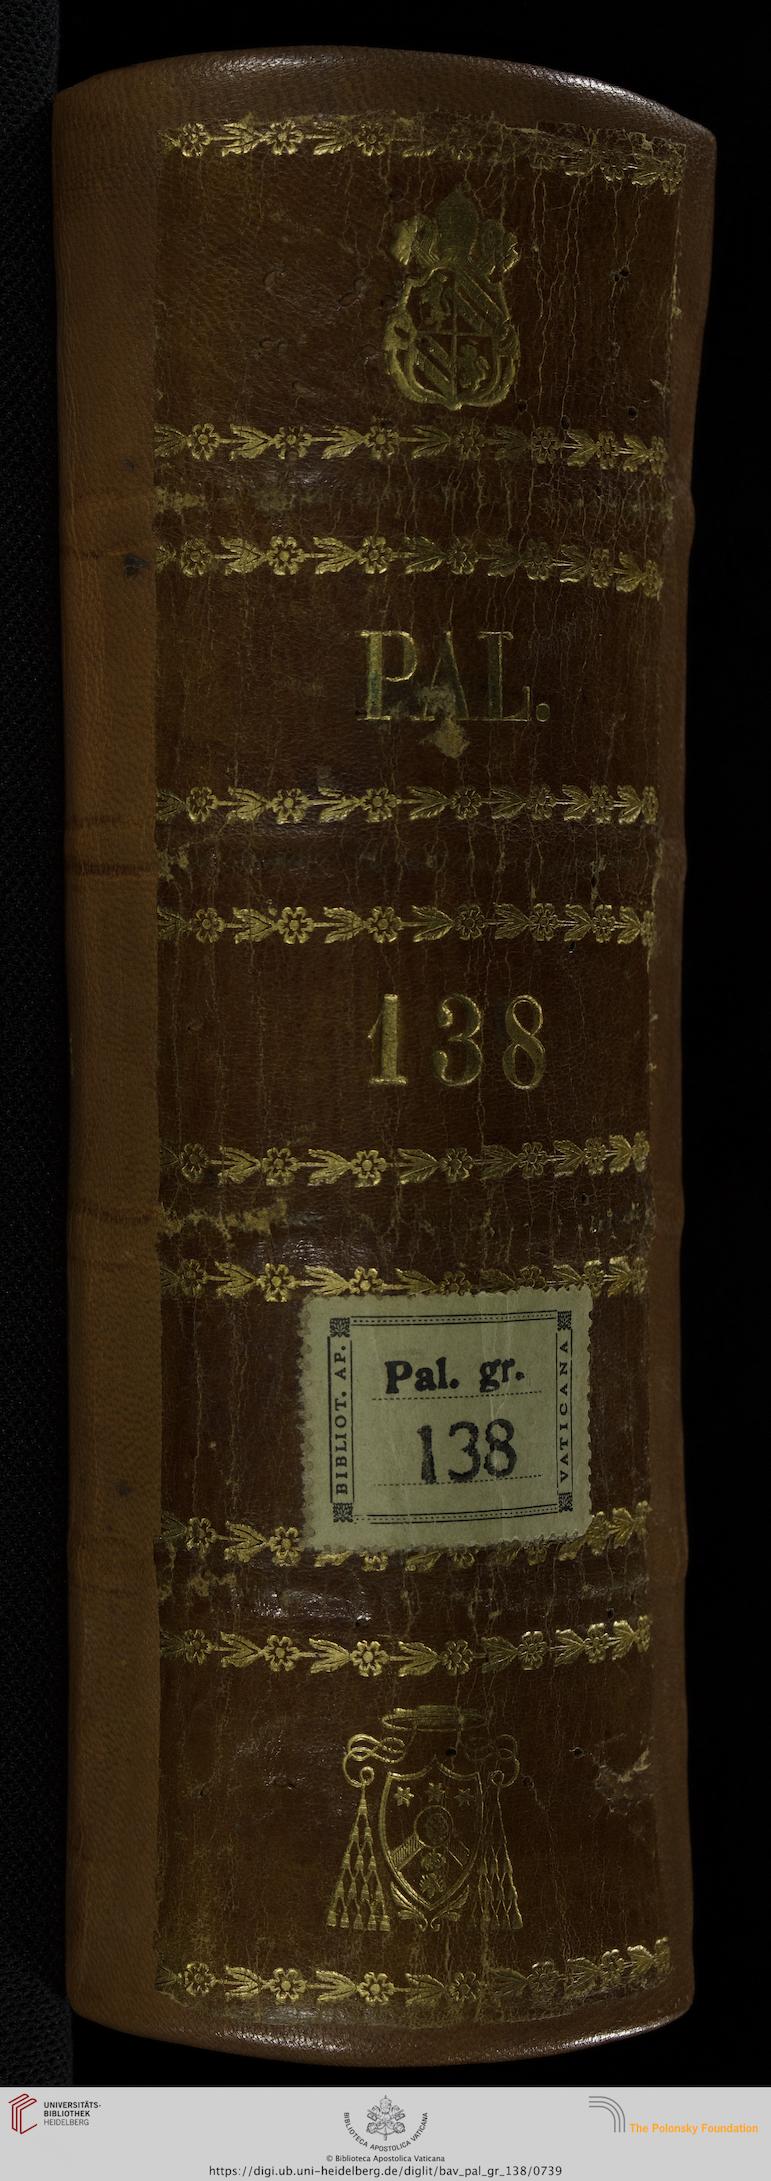 PAL.
138
BIBLIOT. AP.
Pal. gr.
138
VATICANA
UNIVERSITÄTS-
BIBLIOTHEK
HEIDELBERG
BIBLIOTECA APOSTOLICA VATICANA
The Polonsky Foundation
© Biblioteca Apostolica Vaticana
https://digi.ub.uni-heidelberg.de/diglit/bav_pal_gr_138/0739